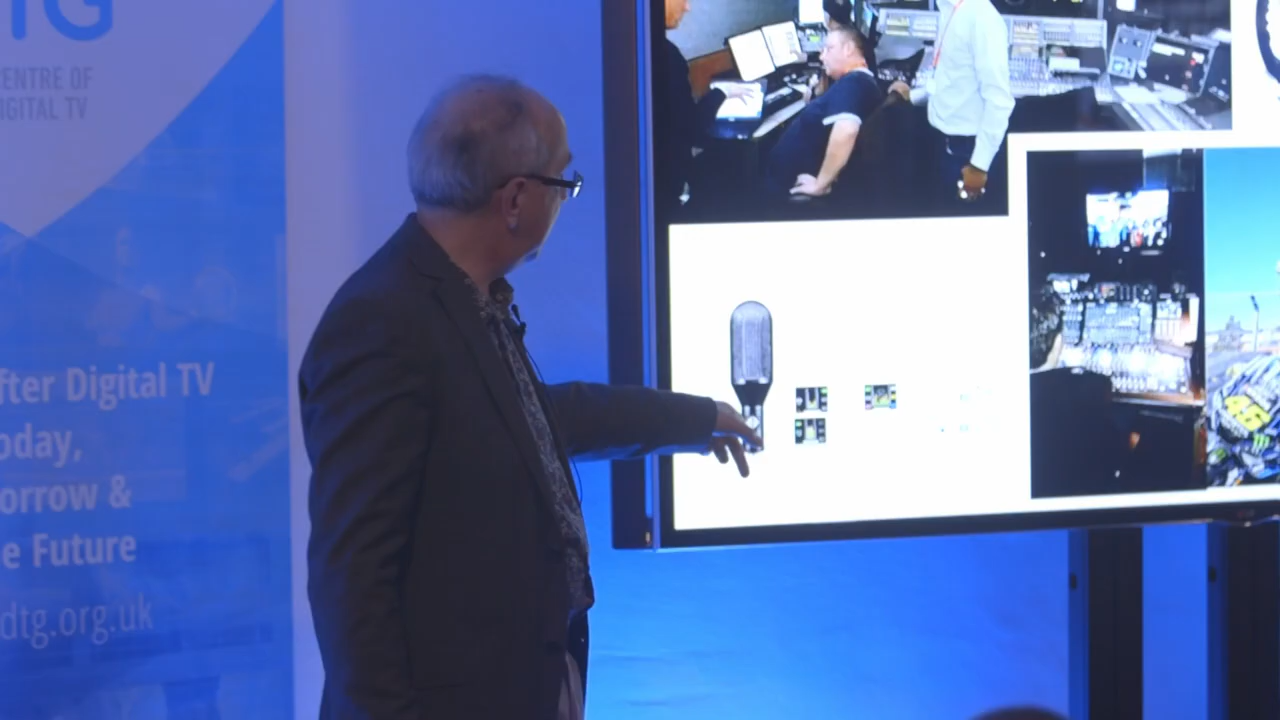 TG
ENTRE OF
IGITAL TV
fter Digital TV
oday,
orrow &
e Future
dtg.org.uk
46